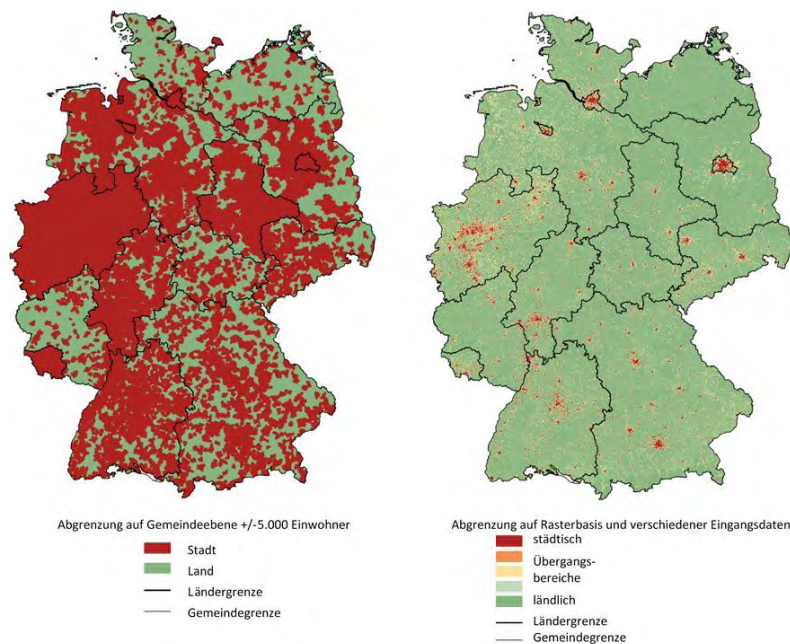 Abgrenzung auf Gemeindeebene +/-5.000 Einwohner
Stadt
Land
Ländergrenze
Gemeindegrenze
Abgrenzung auf Rasterbasis und verschiedener Eingangsdaten
städtisch
Übergangs-
bereiche
ländlich
Ländergrenze
Gemeindegrenze